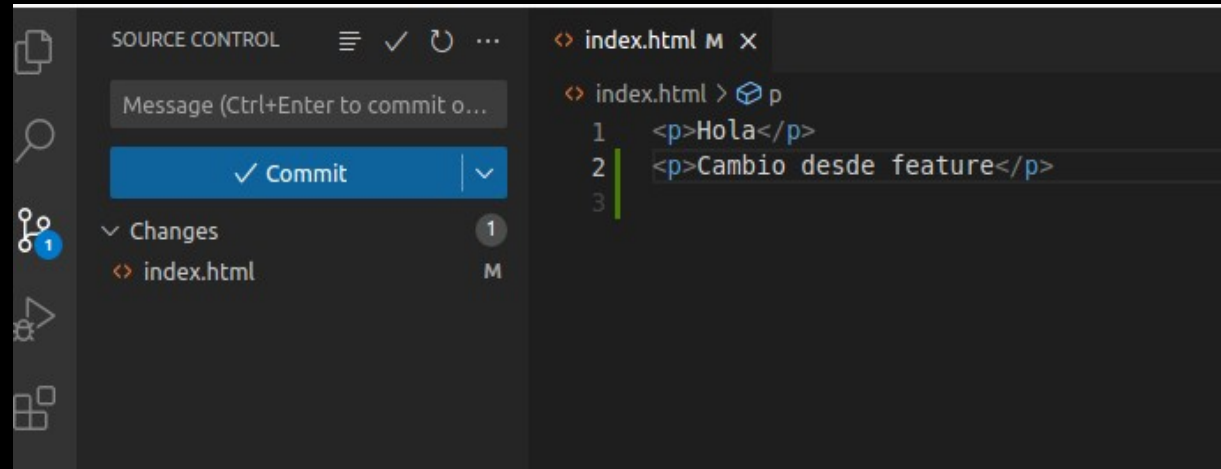 SOURCE CONTROL
Message (Ctrl+Enter to commit o...
Commit
Changes 1
index.html M
1
index.html M
index.html > p
1 <p>Hola</p>
2 <p>Cambio desde feature</p>
3